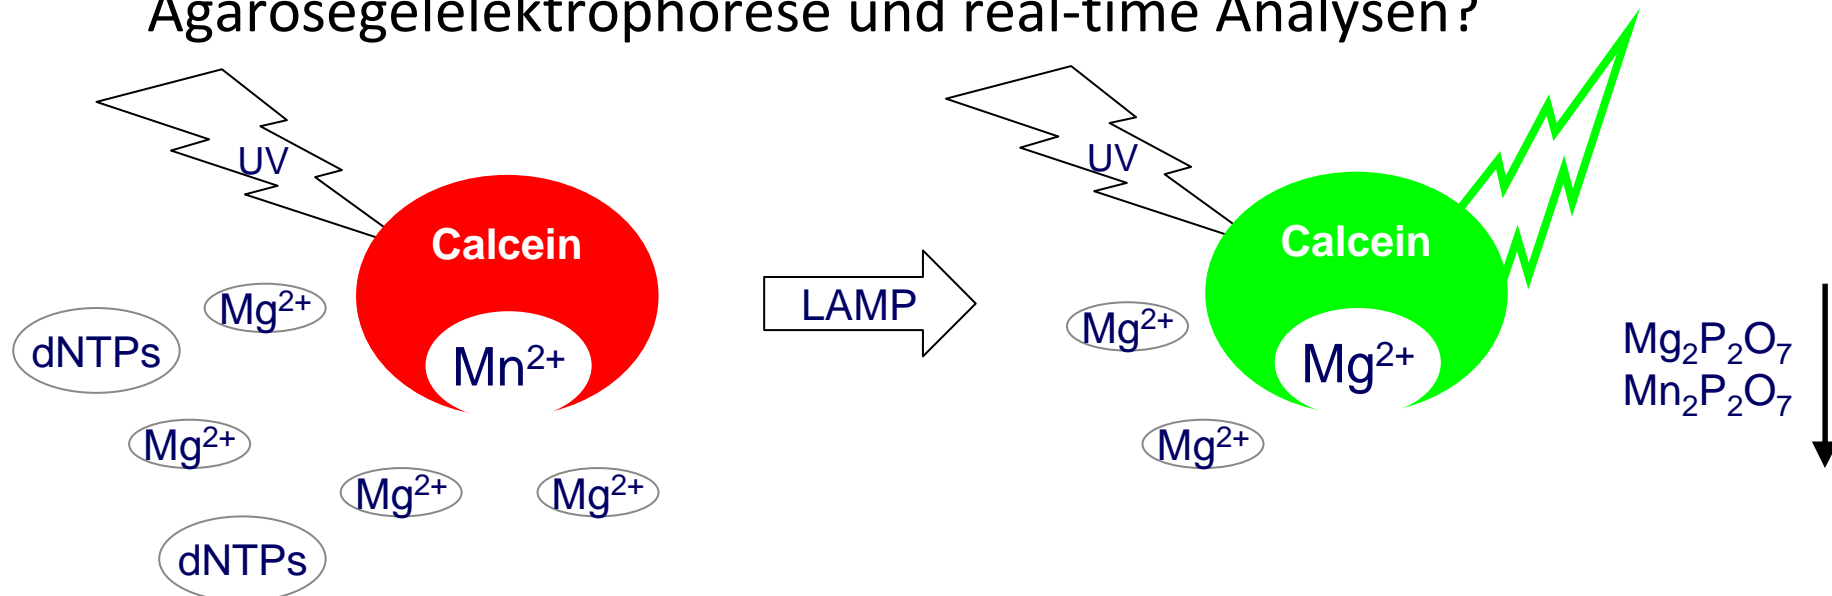 Agarosegelelektrophorese und real-time Analysen?
UV
Calcein
Mn2+
Mg2+
dNTPs
Mg2+
Mg2+
Mg2+
dNTPs
LAMP
UV
Calcein
Mg2+
Mg2+
Mg2+
Mg2P2O7
Mn2P2O7